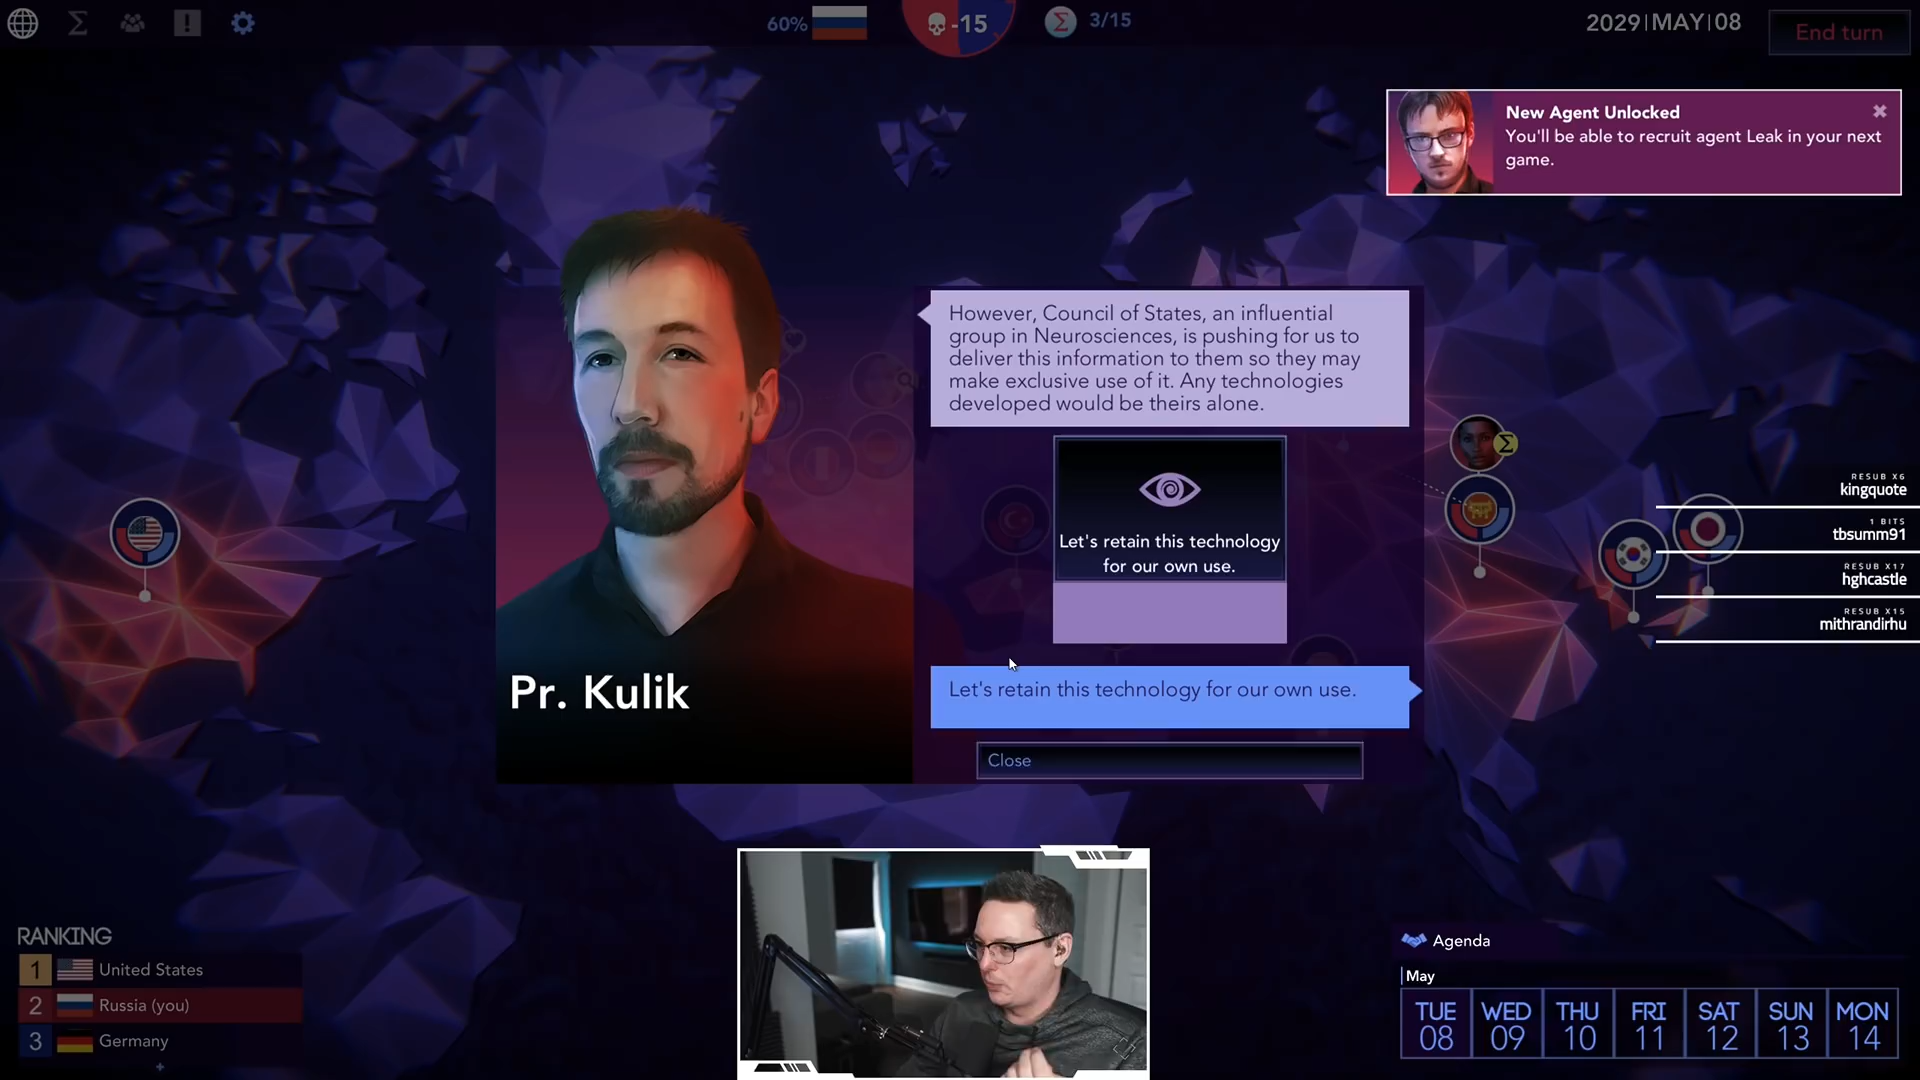 60%
-15
3/15
2029|MAY|08
End turn
New Agent Unlocked
You'll be able to recruit agent Leak in your next
game.
However, Council of States, an influential
group in Neurosciences, is pushing for us to
deliver this information to them so they may
make exclusive use of it. Any technologies
developed would be theirs alone.
Let's retain this technology
for our own use.
Let's retain this technology for our own use.
Close
Pr. Kulik
RESUB X6
kingquote
1 BITS
tbsumm91
RESUB X17
hghcastle
RESUB X15
mithrandirhu
RANKING
1 United States
2 Russia (you)
3 Germany
+
Agenda
May
TUE WED THU FRI SAT SUN MON
08 09 10 11 12 13 14